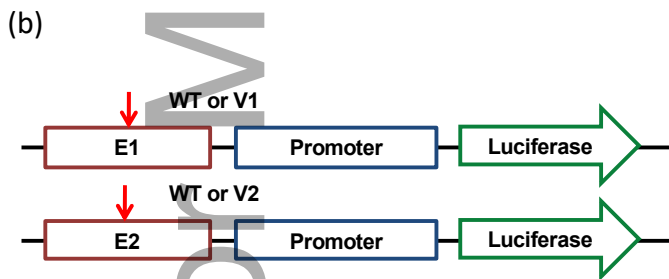 (b)
WT or V1
E1 Promoter Luciferase
WT or V2
E2 Promoter Luciferase